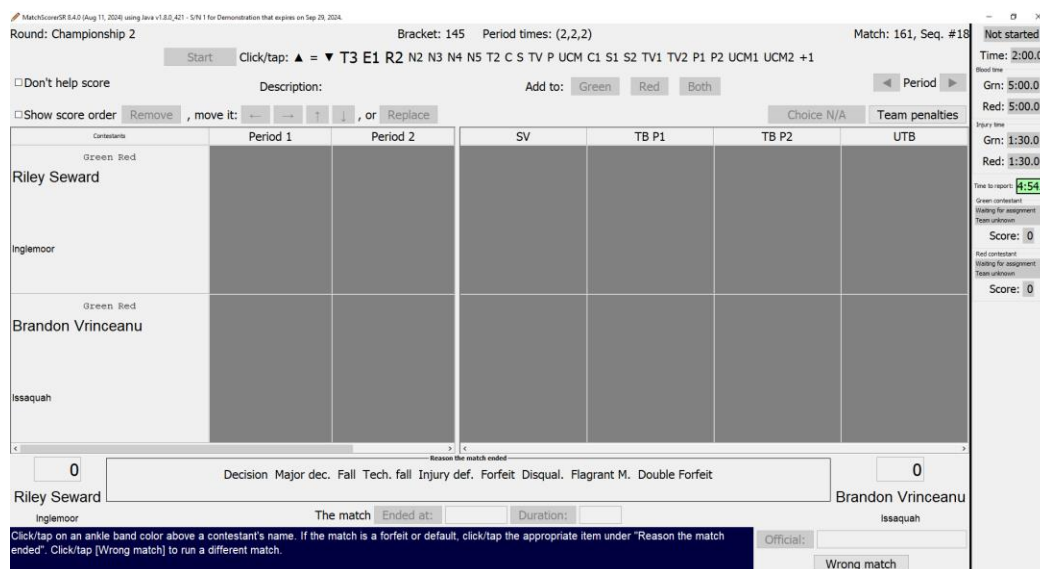 MatchScorerSR 8.4.0 (Aug 11, 2024) using Java v1.8.0_421 - S/N 1 for Demonstration that expires on Sep 29, 2024.
Round: Championship 2 Bracket: 145 Period times: (2,2,2) Match: 161, Seq. #18 Not started
Start Click/tap: ▲ = ▼ T3 E1 R2 N2 N3 N4 N5 T2 C S TV P UCM C1 S1 S2 TV1 TV2 P1 P2 UCM1 UCM2 +1 Time: 2:00.0
Blood time
Don't help score Description: Add to: Green Red Both ◀ Period ▶ Grn: 5:00.0
Show score order Remove , move it: ← → ↑ ↓ , or Replace Choice N/A Team penalties Red: 5:00.0
Injury time
Contestants Period 1 Period 2 SV TB P1 TB P2 UTB Grn: 1:30.0
Green Red Red: 1:30.0
Riley Seward
Time to report: 4:54
Green contestant
Waiting for assignment
Team unknown
Score: 0
Inglemoor
Red contestant
Waiting for assignment
Team unknown
Score: 0
Green Red
Brandon Vrinceanu
Issaquah
Reason the match ended
0 Decision Major dec. Fall Tech. fall Injury def. Forfeit Disqual. Flagrant M. Double Forfeit 0
Riley Seward Brandon Vrinceanu
Inglemoor The match Ended at: Duration: Issaquah
Click/tap on an ankle band color above a contestant's name. If the match is a forfeit or default, click/tap the appropriate item under "Reason the match
ended". Click/tap [Wrong match] to run a different match.
Official:
Wrong match